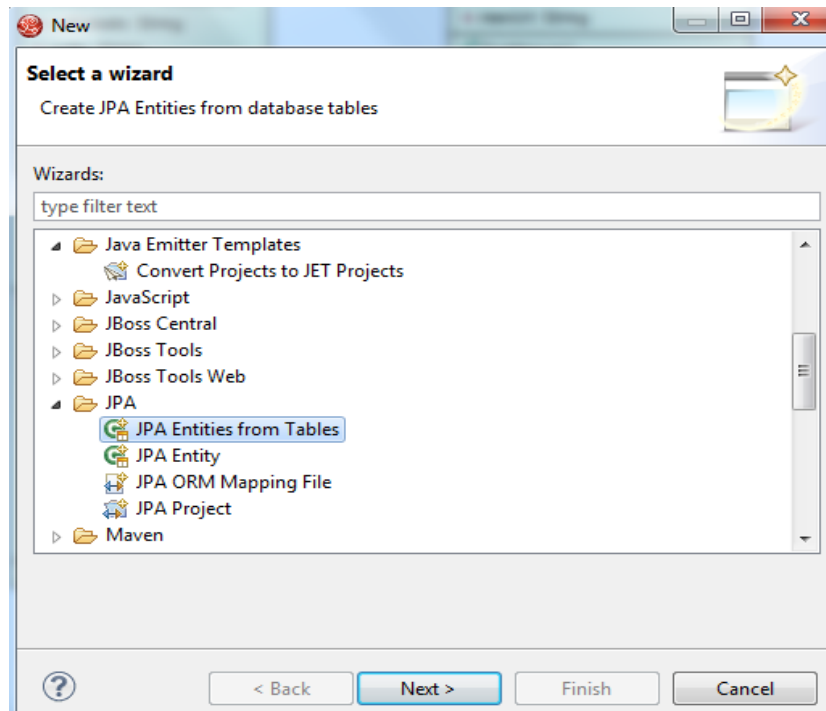 New
Select a wizard
Create JPA Entities from database tables
Wizards:
type filter text
Java Emitter Templates
Convert Projects to JET Projects
JavaScript
JBoss Central
JBoss Tools
JBoss Tools Web
JPA
JPA Entities from Tables
JPA Entity
JPA ORM Mapping File
JPA Project
Maven
?
< Back Next > Finish Cancel